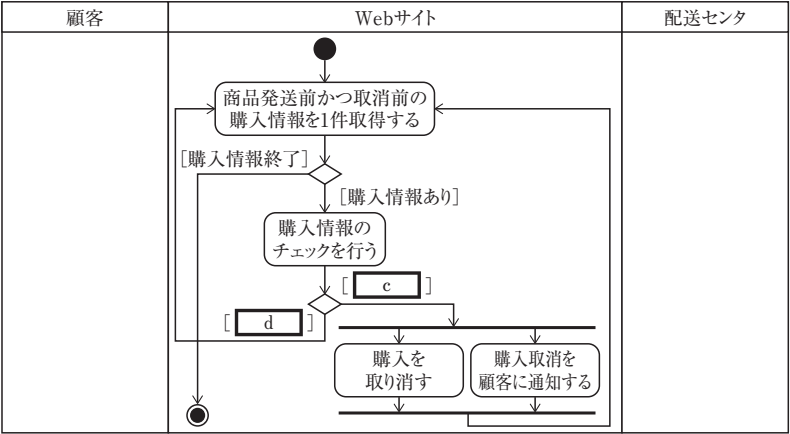 顧客
Webサイト
配送センタ
商品発送前かつ取消前の
購入情報を1件取得する
[購入情報終了]
[購入情報あり]
購入情報の
チェックを行う
[ c ]
[ d ]
購入を
取り消す
購入取消を
顧客に通知する